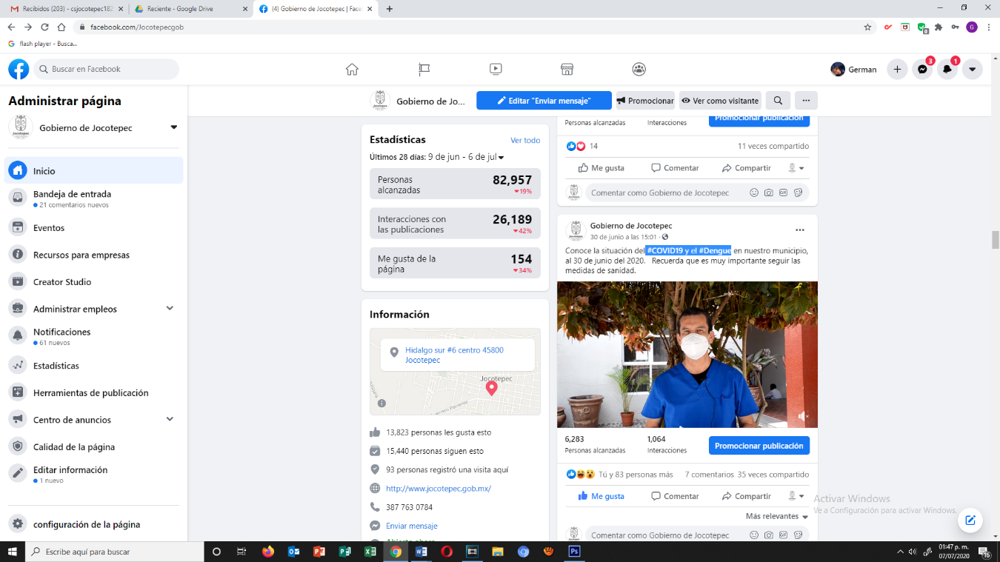 Recibidos (203) - csjocotepec182
Reciente - Google Drive
(4) Gobierno de Jocotepec | Face
facebook.com/Jocotepecgob
flash player - Busca...
Buscar en Facebook
German
3
1
Administrar página
Gobierno de Jocotepec
Inicio
Bandeja de entrada
21 comentarios nuevos
Eventos
Recursos para empresas
Creator Studio
Administrar empleos
Notificaciones
61 nuevos
Estadísticas
Herramientas de publicación
Centro de anuncios
Calidad de la página
Editar información
1 nuevo
configuración de la página
Gobierno de Jo...
Editar "Enviar mensaje"
Promocionar
Ver como visitante
Estadísticas
Ver todo
Últimos 28 días: 9 de jun - 6 de jul
Personas alcanzadas
82,957
19%
Interacciones con las publicaciones
26,189
42%
Me gusta de la página
154
34%
Información
Hidalgo sur #6 centro 45800
Jocotepec
Jocotepec
13,823 personas les gusta esto
15,440 personas siguen esto
93 personas registró una visita aquí
http://www.jocotepec.gob.mx/
387 763 0784
Enviar mensaje
Abierto ahora
Personas alcanzadas
Interacciones
Promocionar publicación
14
11 veces compartido
Me gusta
Comentar
Compartir
Comentar como Gobierno de Jocotepec
Gobierno de Jocotepec
30 de junio a las 15:01 ·
Conoce la situación del #COVID19 y el #Dengue en nuestro municipio,
al 30 de junio del 2020. Recuerda que es muy importante seguir las
medidas de sanidad.
6,283
Personas alcanzadas
1,064
Interacciones
Promocionar publicación
Tú y 83 personas más
7 comentarios
35 veces compartido
Me gusta
Comentar
Compartir
Más relevantes
Comentar como Gobierno de Jocotepec
Activar Windows
Ve a Configuración para activar Windows.
Escribe aquí para buscar
01:47 p. m.
07/07/2020
16